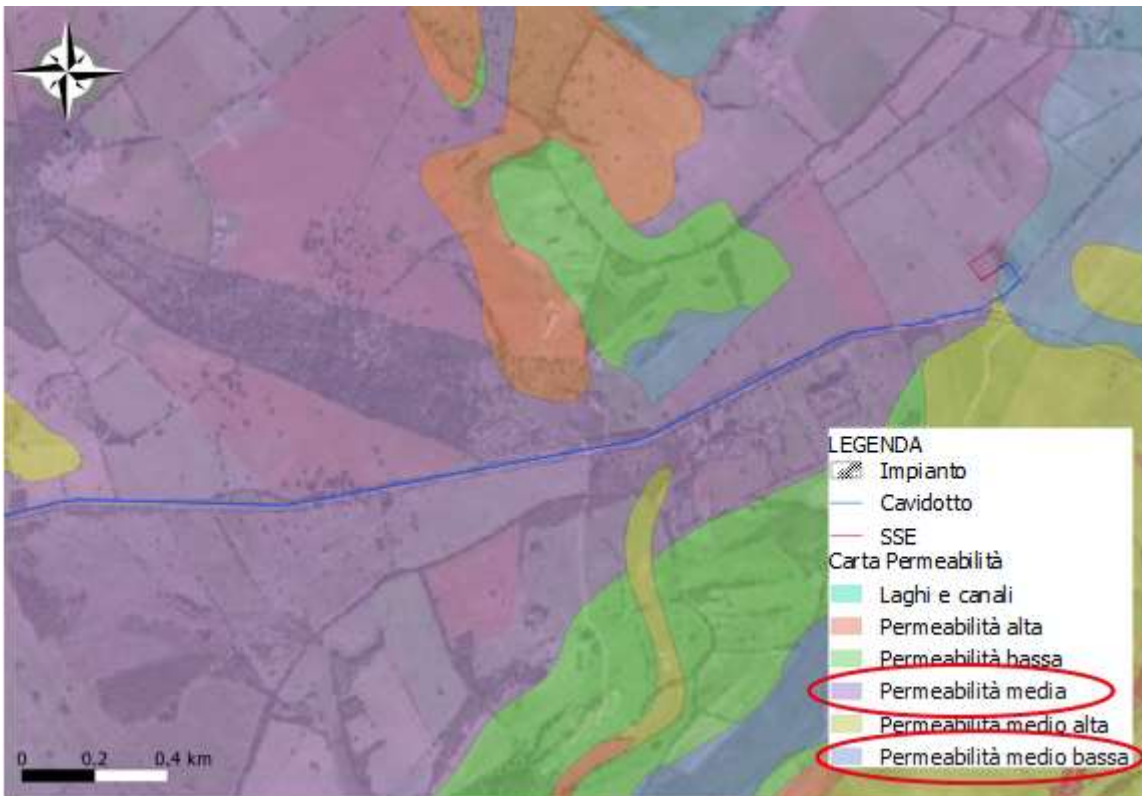 LEGENDA
Impianto
Cavidotto
SSE
Carta Permeabilità
Laghi e canali
Permeabilità alta
Permeabilità bassa
Permeabilità media
Permeabilità medio alta
Permeabilità medio bassa
0 0,2 0,4 km